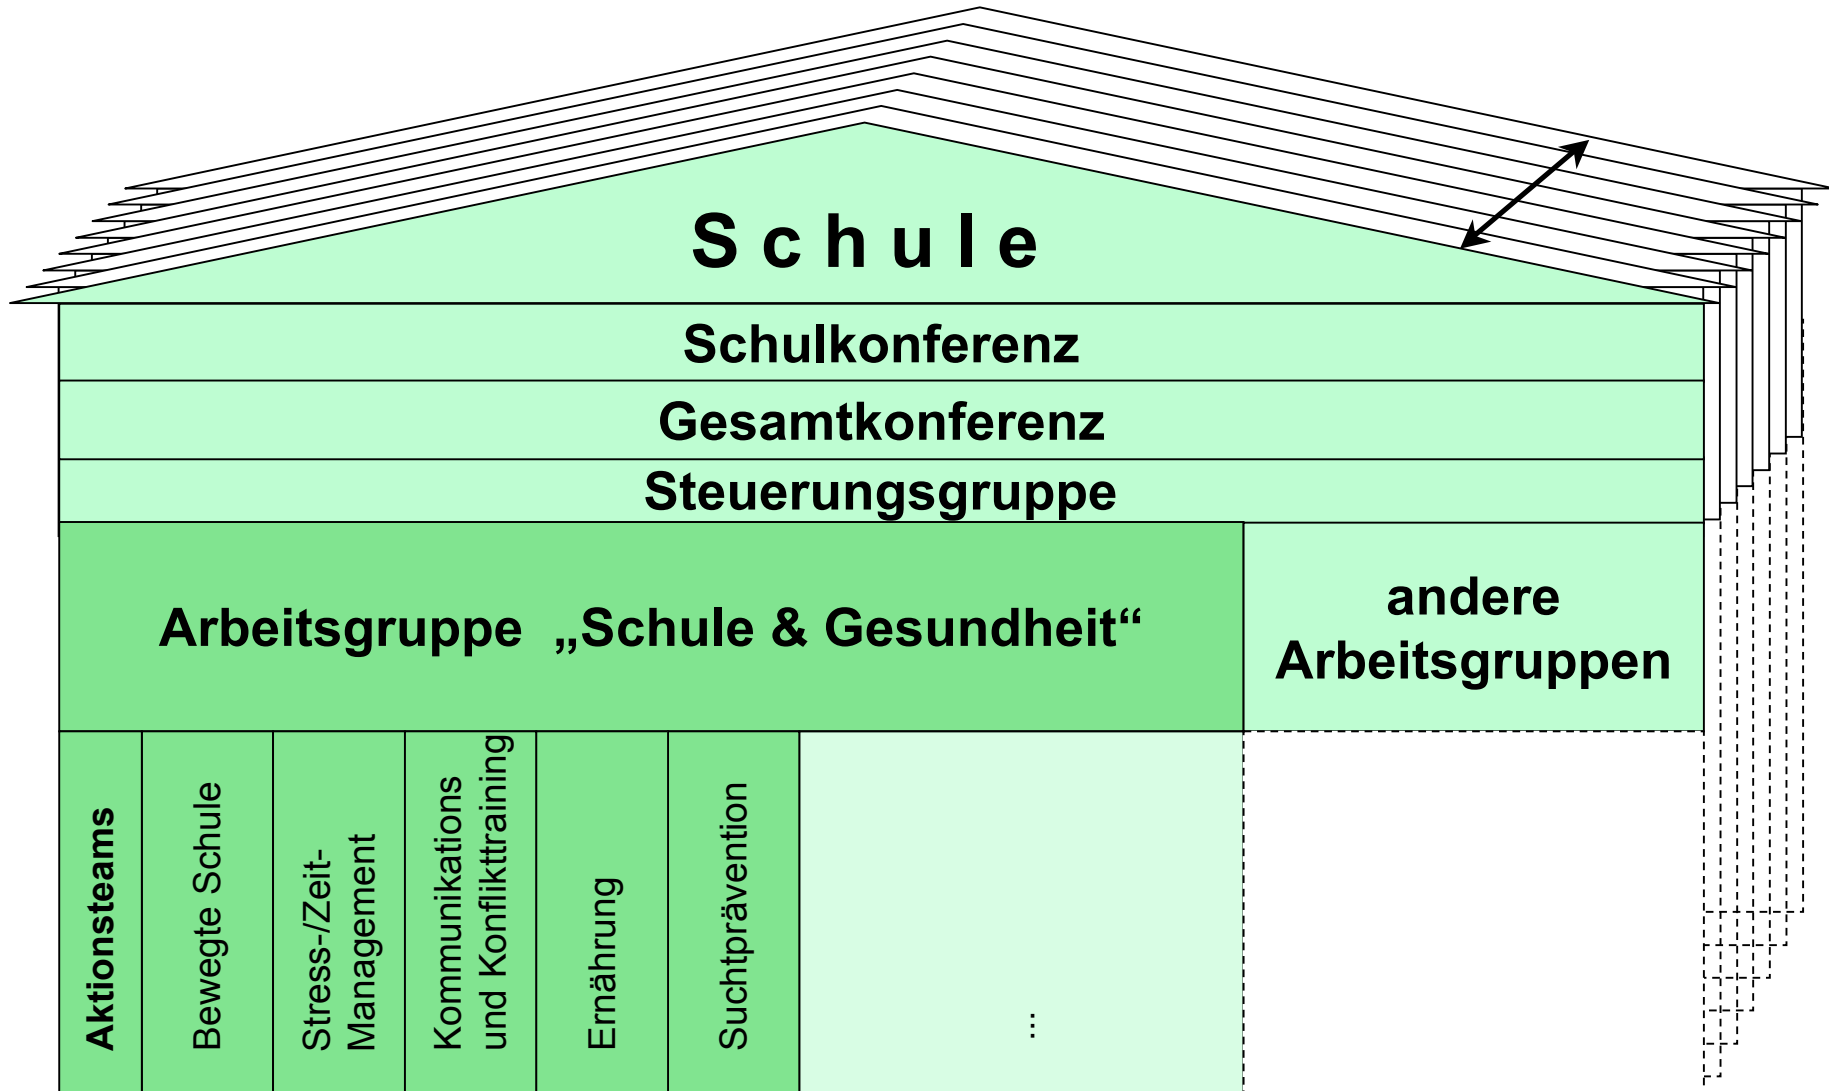 S c h u l e
Schulkonferenz
Gesamtkonferenz
Steuerungsgruppe
Arbeitsgruppe „Schule & Gesundheit“
andere
Arbeitsgruppen
Aktionsteams
Bewegte Schule
Stress-/Zeit-
Management
Kommunikations
und Konflikttraining
Ernährung
Suchtprävention
...